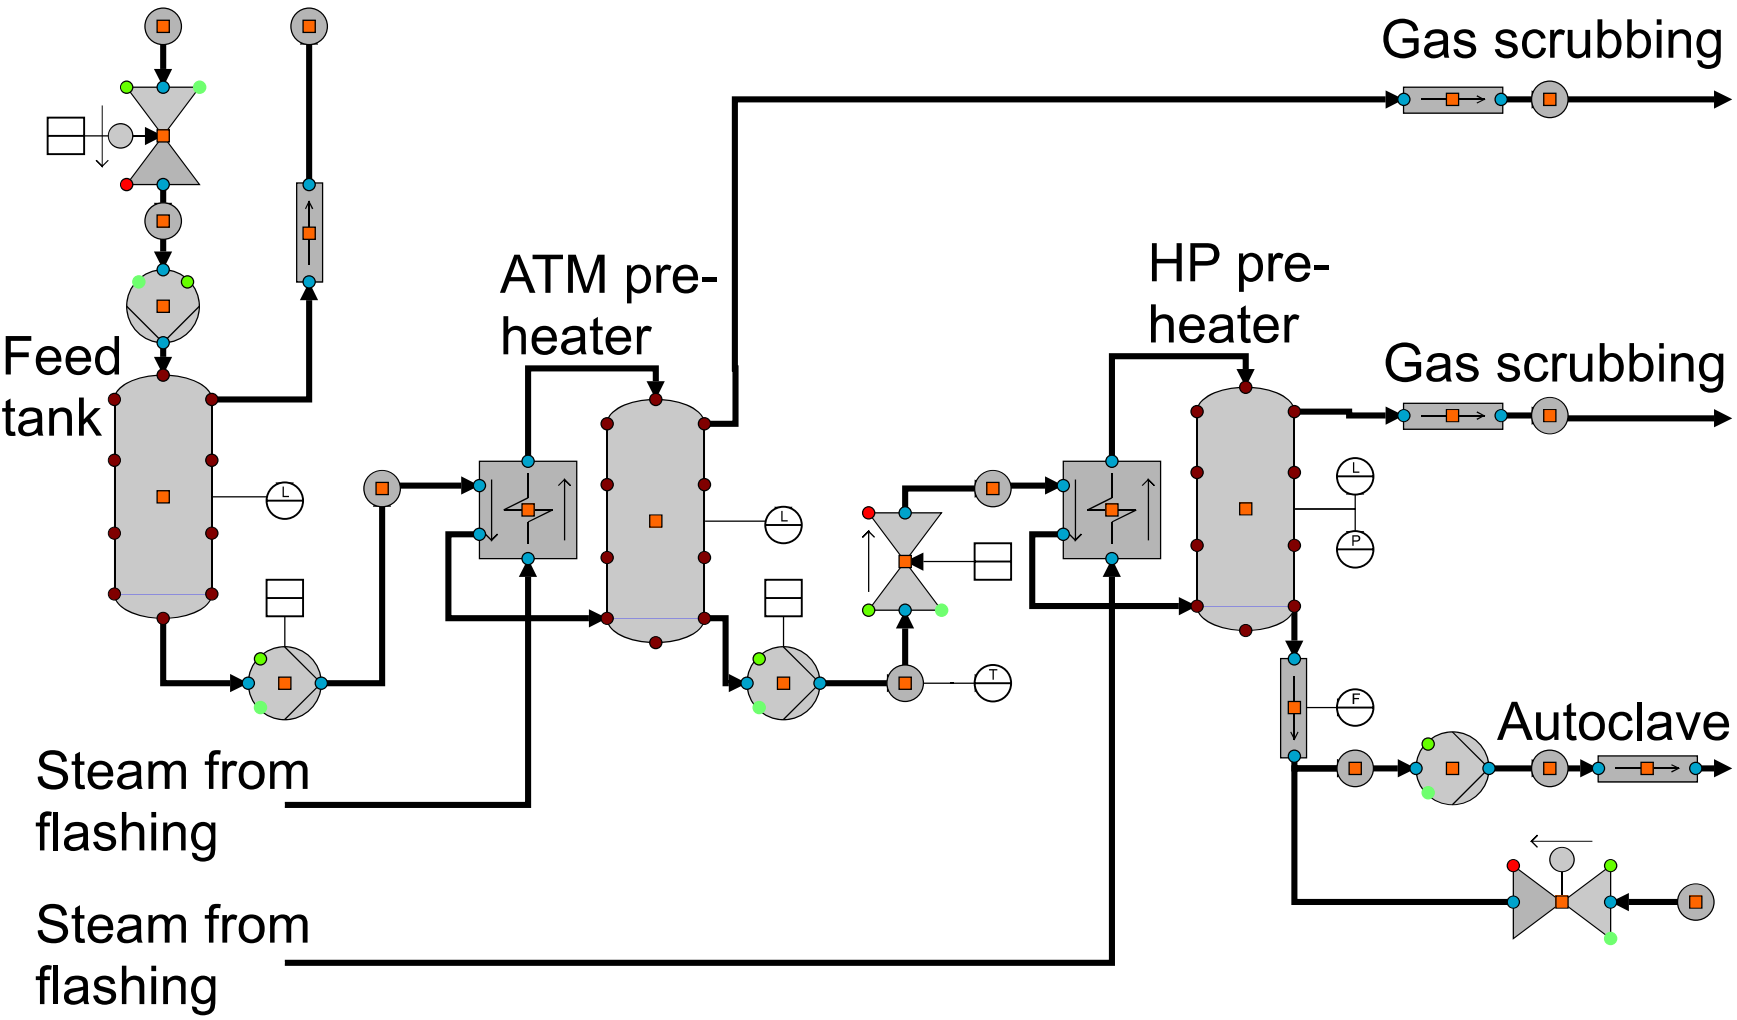 Gas scrubbing
ATM pre-
heater
HP pre-
heater
Feed
tank
Gas scrubbing
L
L
L
P
T
F
Autoclave
Steam from
flashing
Steam from
flashing